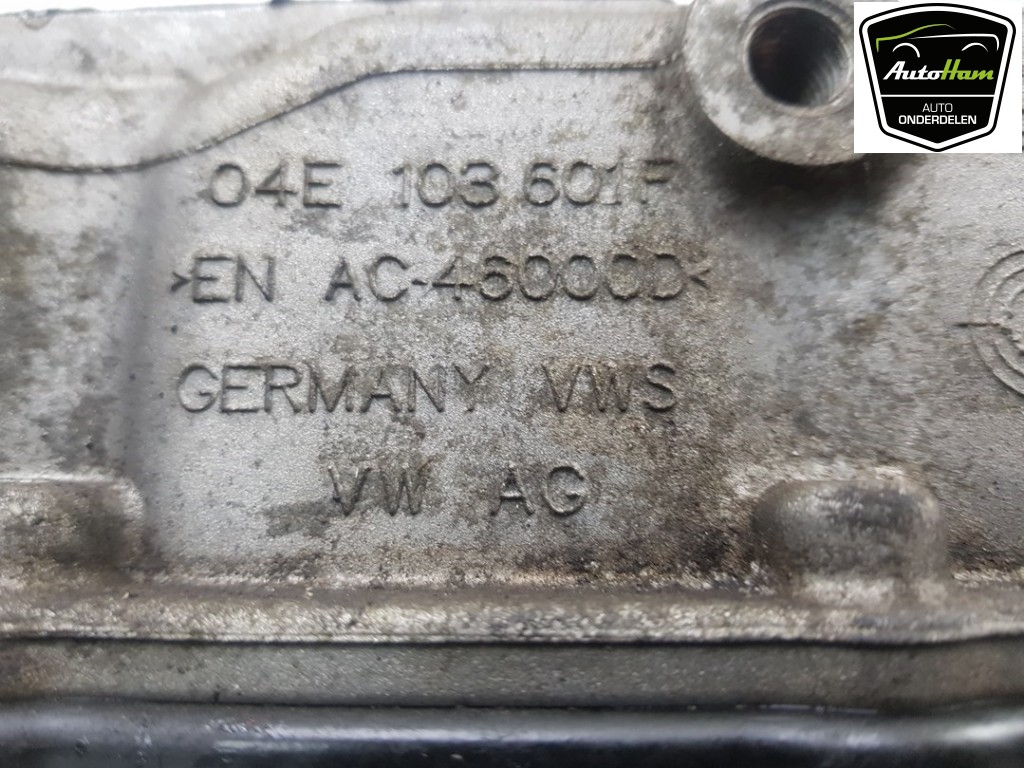 AutoHam
AUTO
ONDERDELEN
04E 103 601F
>EN AC-46000D<
GERMANY VWS
VW AG